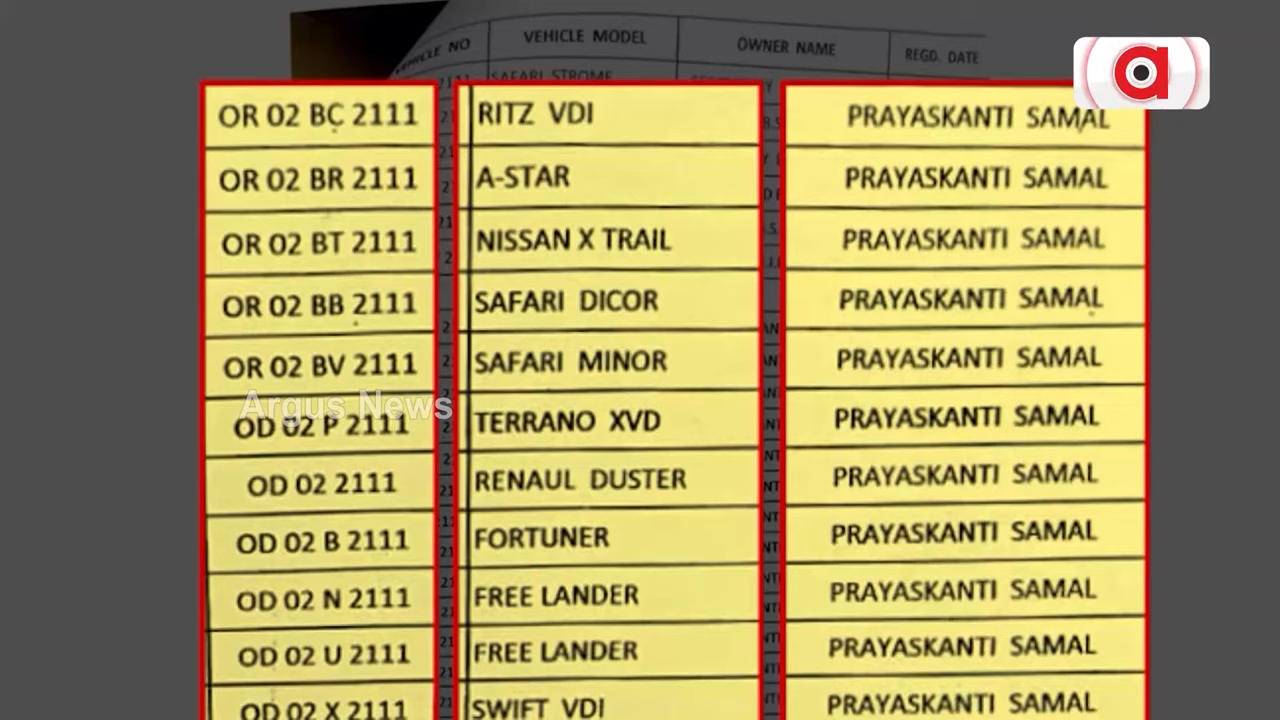 VEHICLE NO VEHICLE MODEL OWNER NAME REGD. DATE
SAFARI STROME
OR 02 BC 2111 RITZ VDI PRAYASKANTI SAMAL
OR 02 BR 2111 A-STAR PRAYASKANTI SAMAL
OR 02 BT 2111 NISSAN X TRAIL PRAYASKANTI SAMAL
OR 02 BB 2111 SAFARI DICOR PRAYASKANTI SAMAL
OR 02 BV 2111 SAFARI MINOR PRAYASKANTI SAMAL
Argus News
OD 02 P 2111 TERRANO XVD PRAYASKANTI SAMAL
OD 02 2111 RENAUL DUSTER PRAYASKANTI SAMAL
OD 02 B 2111 FORTUNER PRAYASKANTI SAMAL
OD 02 N 2111 FREE LANDER PRAYASKANTI SAMAL
OD 02 U 2111 FREE LANDER PRAYASKANTI SAMAL
OD 02 X 2111 SWIFT VDI PRAYASKANTI SAMAL
a